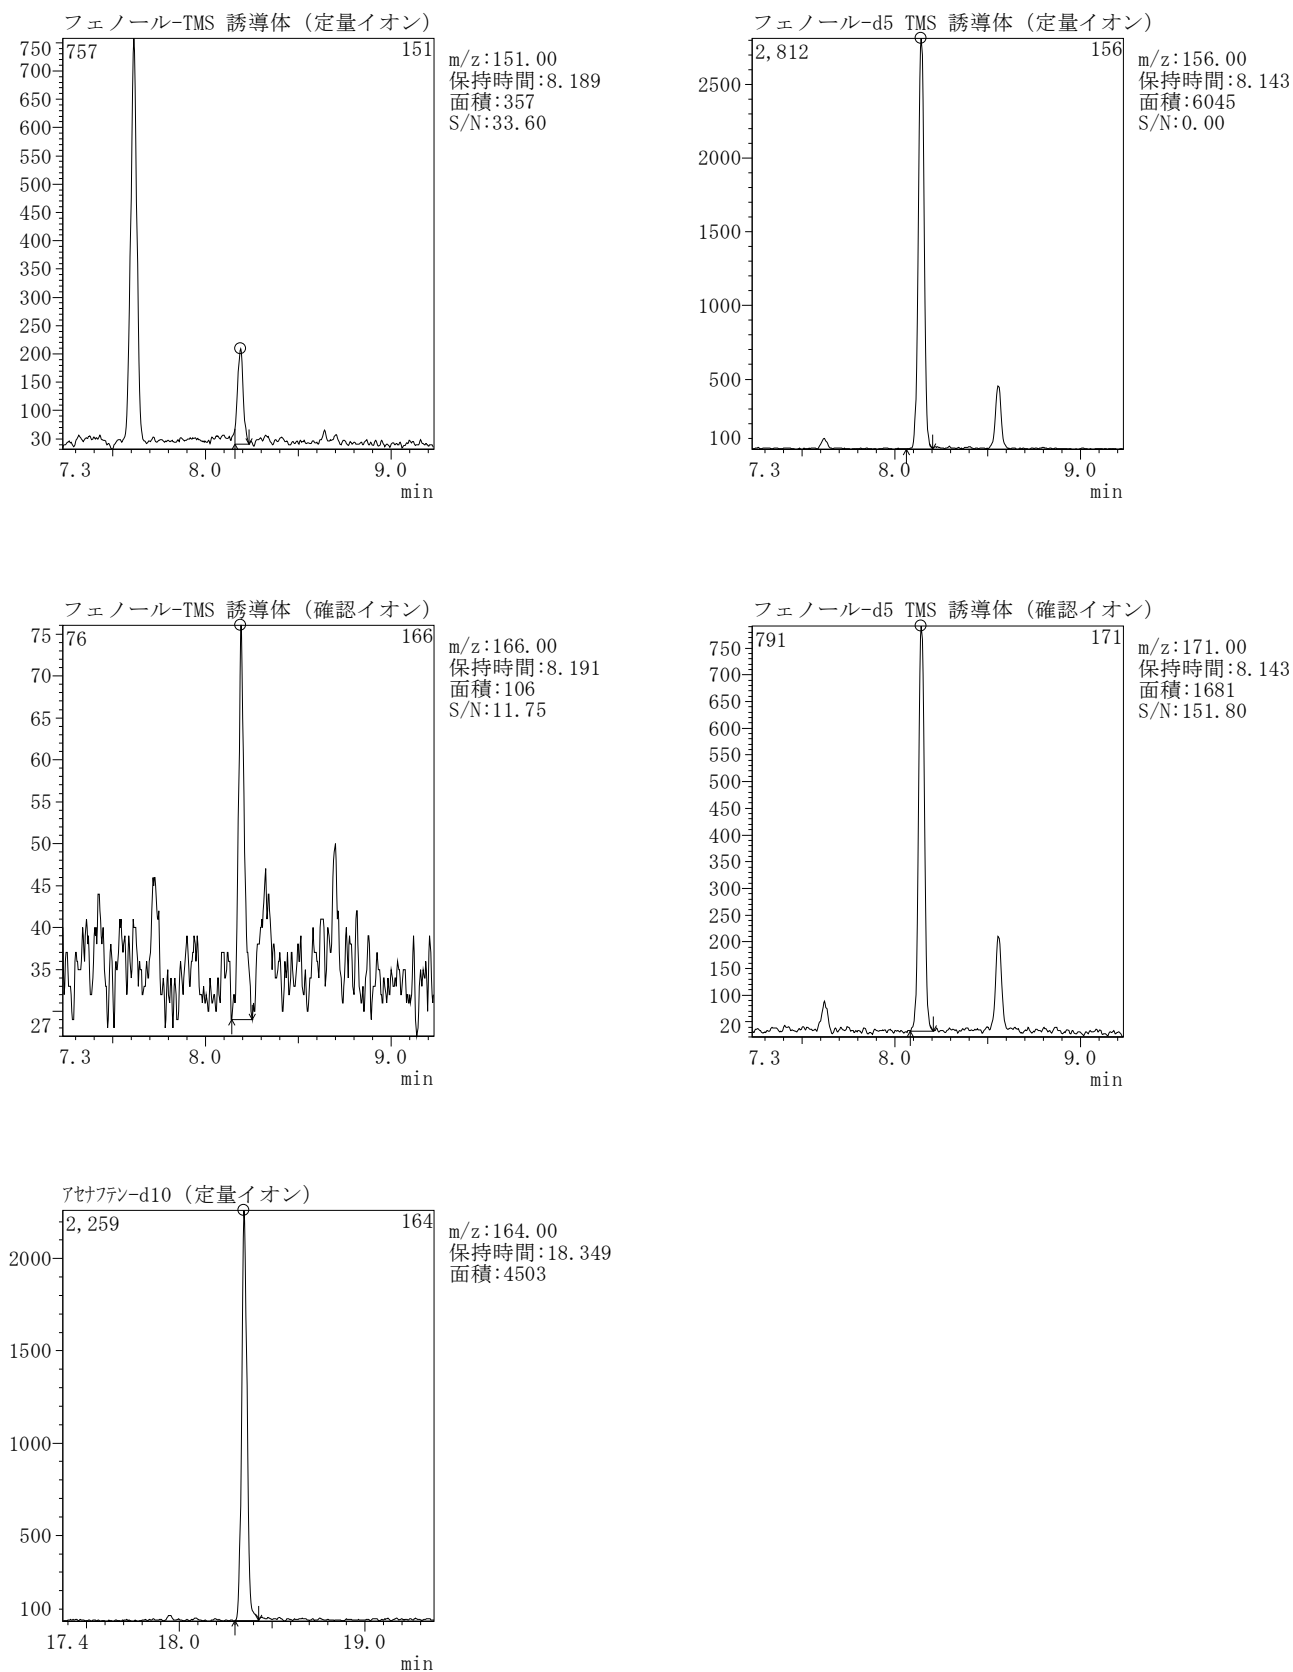 フェノール-TMS 誘導体 (定量イオン)
757
151
750
700
650
600
550
500
450
400
350
300
250
200
150
100
30
7.3
8.0
9.0
min
m/z:151.00
保持時間:8.189
面積:357
S/N:33.60
フェノール-d5 TMS 誘導体 (定量イオン)
2,812
156
2500
2000
1500
1000
500
100
7.3
8.0
9.0
min
m/z:156.00
保持時間:8.143
面積:6045
S/N:0.00
フェノール-TMS 誘導体 (確認イオン)
76
166
75
70
65
60
55
50
45
40
35
27
7.3
8.0
9.0
min
m/z:166.00
保持時間:8.191
面積:106
S/N:11.75
フェノール-d5 TMS 誘導体 (確認イオン)
791
171
750
700
650
600
550
500
450
400
350
300
250
200
150
100
20
7.3
8.0
9.0
min
m/z:171.00
保持時間:8.143
面積:1681
S/N:151.80
ｱｾﾅﾌﾃﾝ-d10 (定量イオン)
2,259
164
2000
1500
1000
500
100
17.4
18.0
19.0
min
m/z:164.00
保持時間:18.349
面積:4503